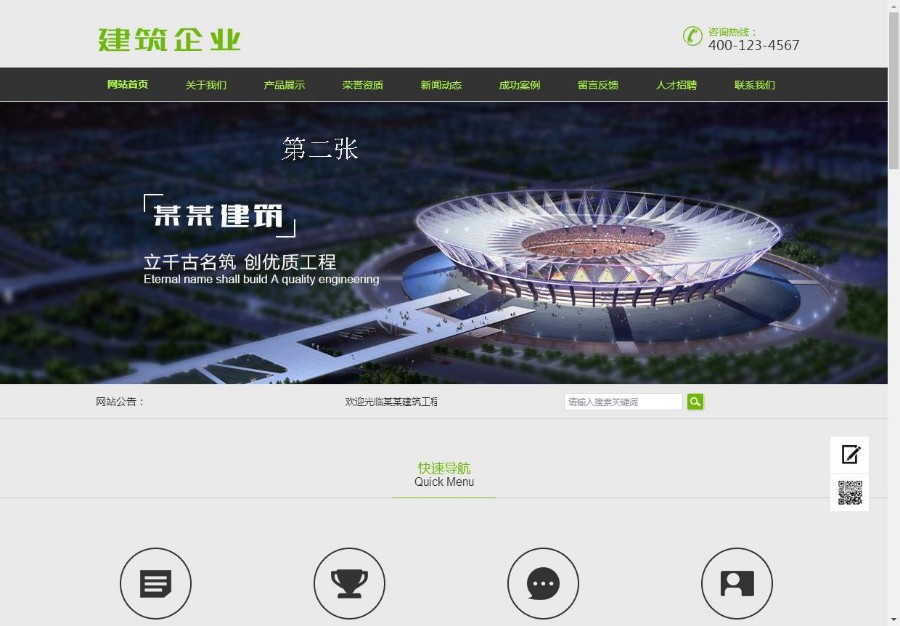 建筑企业
咨询热线：
400-123-4567
网站首页 关于我们 产品展示 荣誉资质 新闻动态 成功案例 留言反馈 人才招聘 联系我们
第二张
某某建筑
立千古名筑 创优质工程
Eternal name shall build A quality engineering
网站公告： 欢迎光临某某建筑工程 请输入搜索关键词
快速导航
Quick Menu